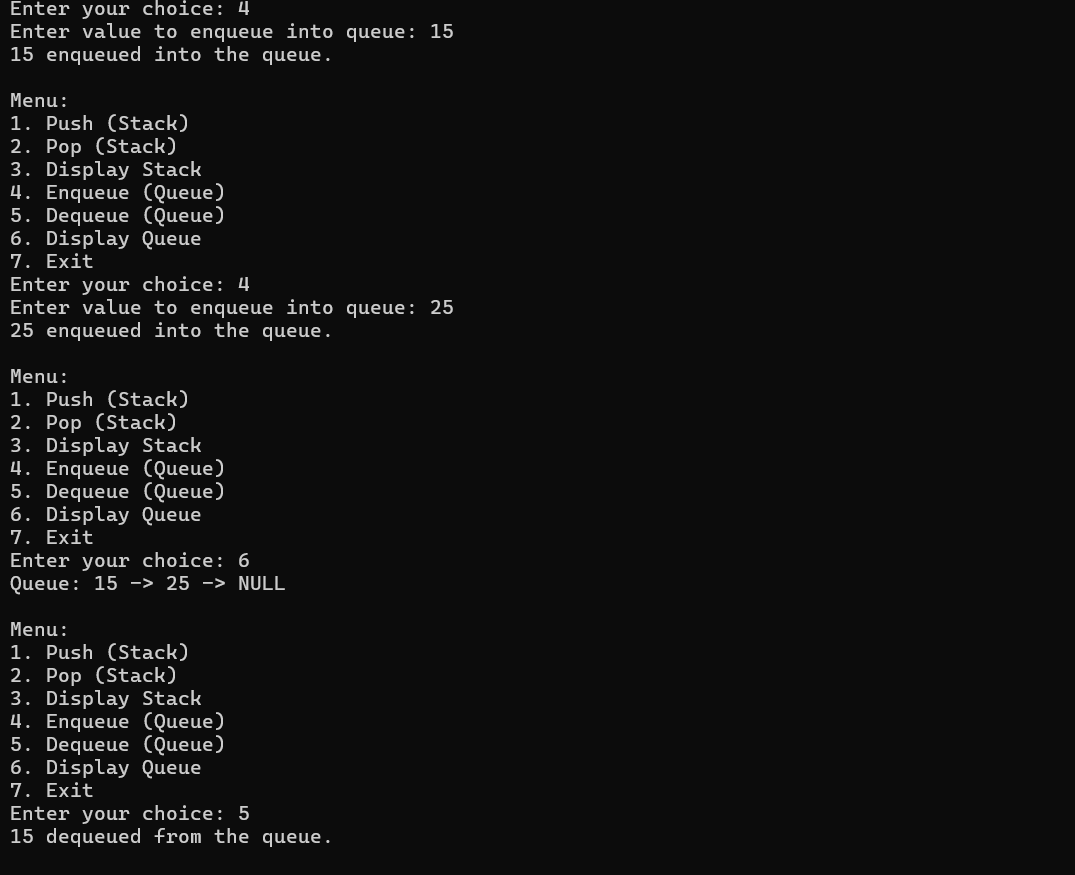 Enter your choice: 4
Enter value to enqueue into queue: 15
15 enqueued into the queue.

Menu:
1. Push (Stack)
2. Pop (Stack)
3. Display Stack
4. Enqueue (Queue)
5. Dequeue (Queue)
6. Display Queue
7. Exit
Enter your choice: 4
Enter value to enqueue into queue: 25
25 enqueued into the queue.

Menu:
1. Push (Stack)
2. Pop (Stack)
3. Display Stack
4. Enqueue (Queue)
5. Dequeue (Queue)
6. Display Queue
7. Exit
Enter your choice: 6
Queue: 15 -> 25 -> NULL

Menu:
1. Push (Stack)
2. Pop (Stack)
3. Display Stack
4. Enqueue (Queue)
5. Dequeue (Queue)
6. Display Queue
7. Exit
Enter your choice: 5
15 dequeued from the queue.